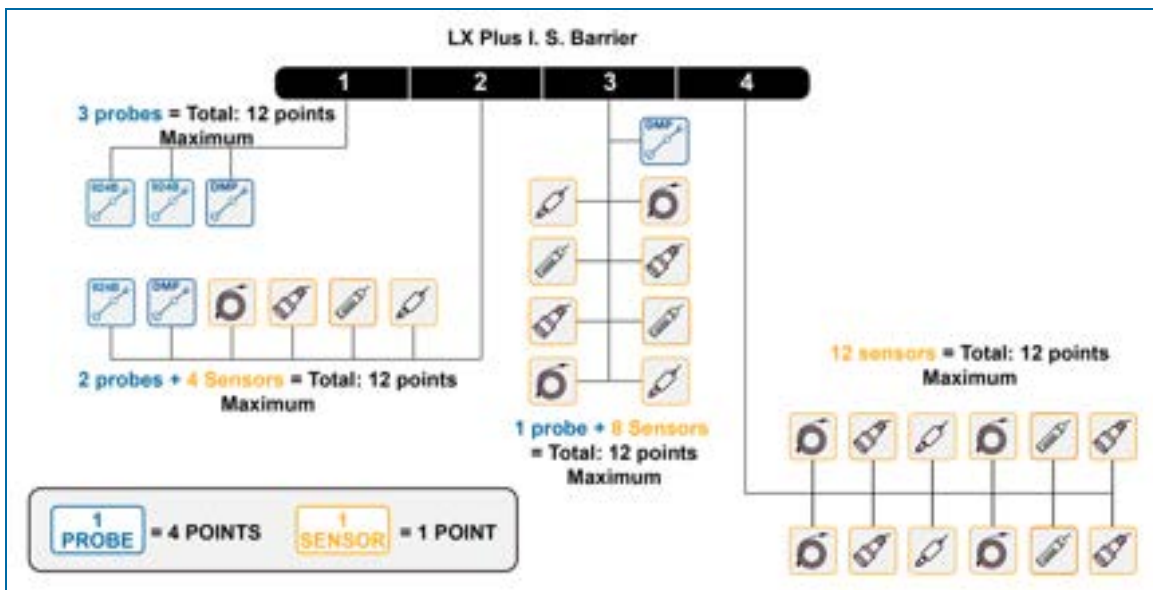 LX Plus I. S. Barrier
1 2 3 4
3 probes = Total: 12 points
Maximum
924B 924B DMP
DMP
924B DMP
2 probes + 4 Sensors = Total: 12 points
Maximum
1 probe + 8 Sensors
= Total: 12 points
Maximum
12 sensors = Total: 12 points
Maximum
1
PROBE = 4 POINTS
1
SENSOR = 1 POINT